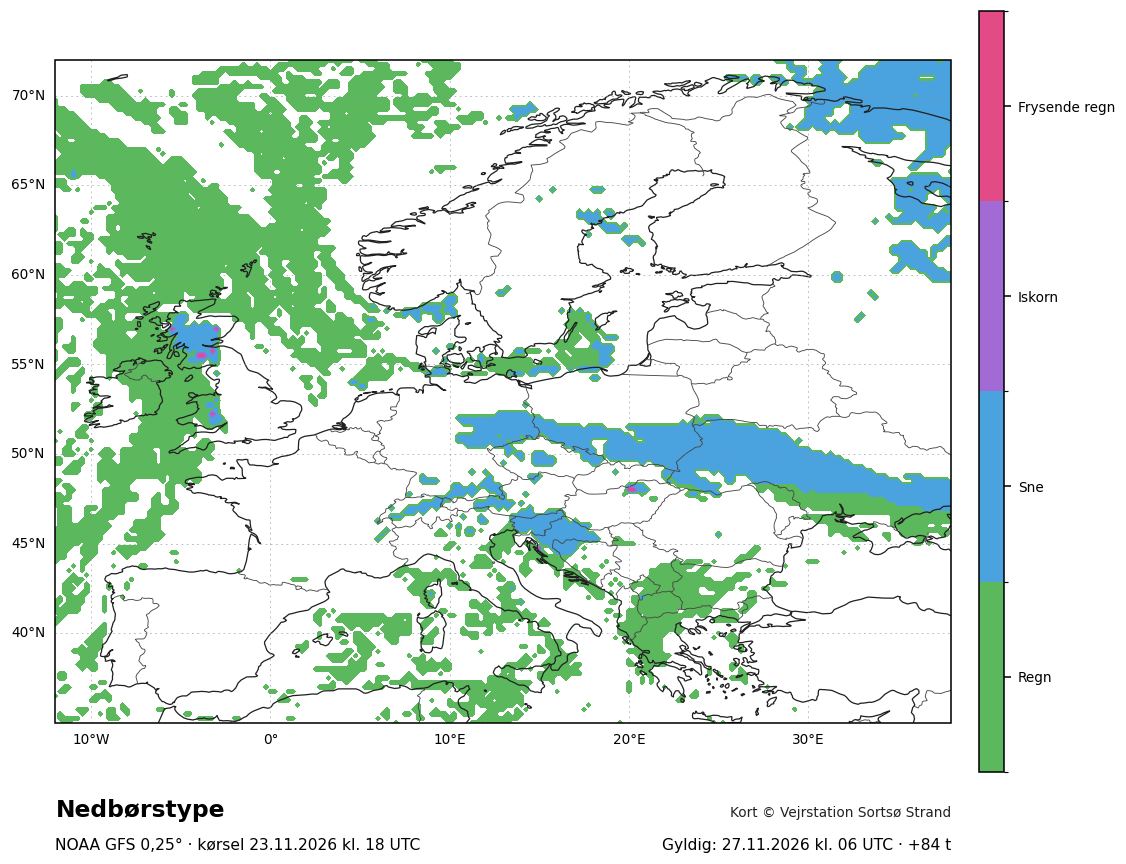 Frysende regn
Iskorn
Sne
Regn
70°N
65°N
60°N
55°N
50°N
45°N
40°N
10°W
0°
10°E
20°E
30°E
Nedbørstype
Kort © Vejrstation Sortsø Strand
NOAA GFS 0,25° · kørsel 23.11.2026 kl. 18 UTC
Gyldig: 27.11.2026 kl. 06 UTC · +84 t